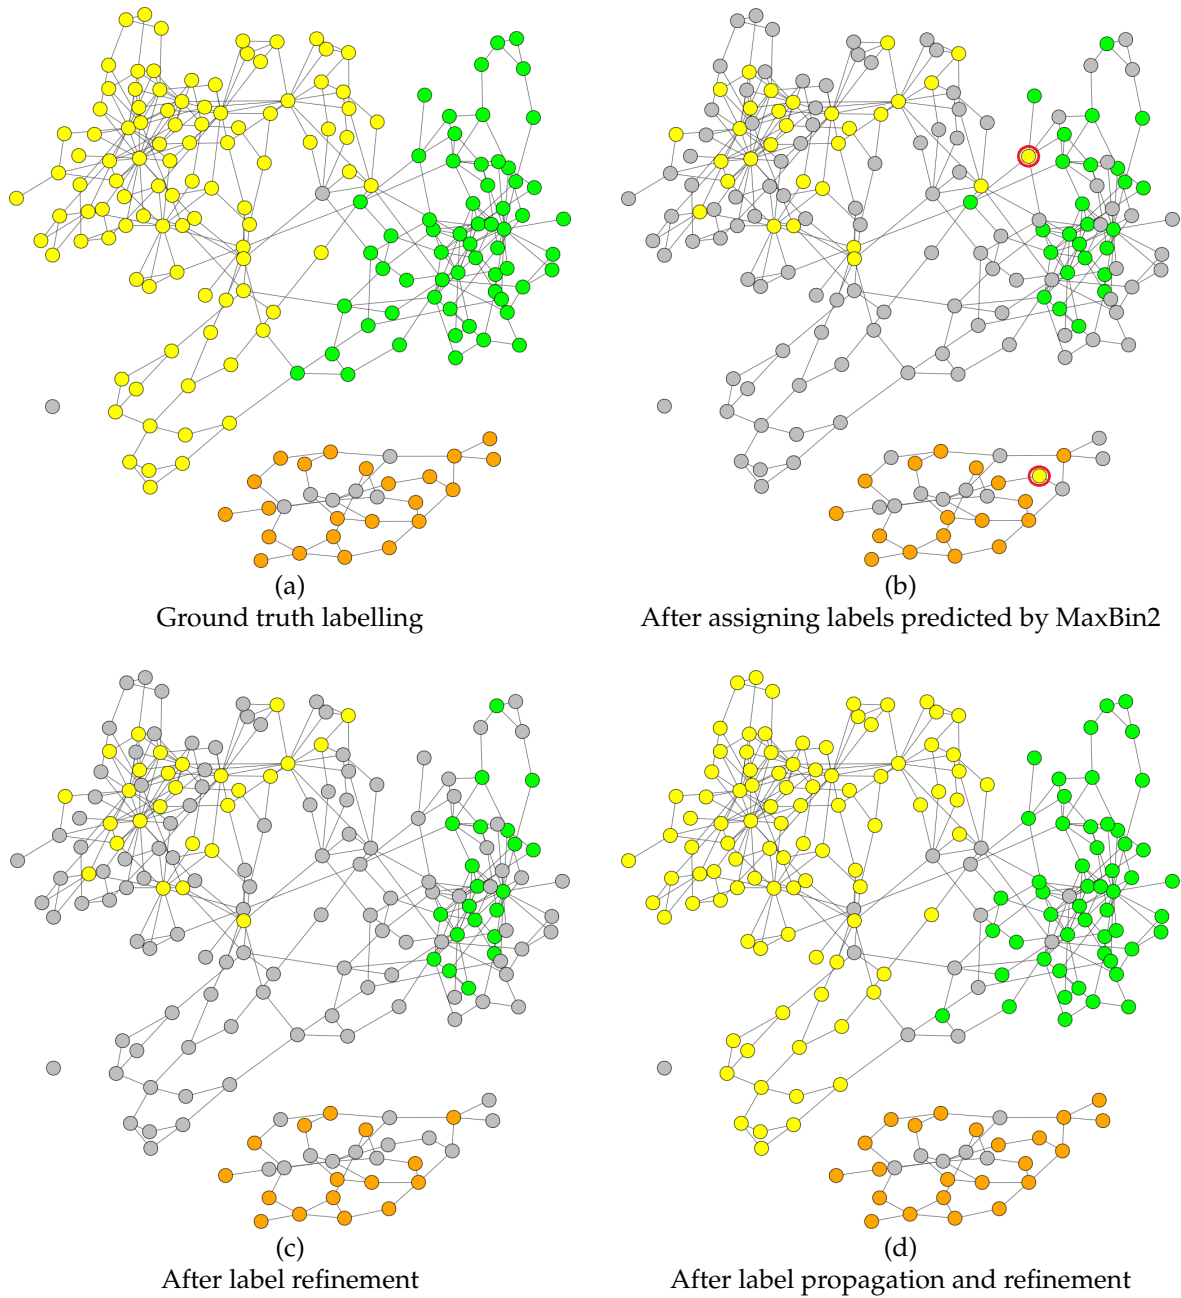 (a)
Ground truth labelling
(b)
After assigning labels predicted by MaxBin2
(c)
After label refinement
(d)
After label propagation and refinement